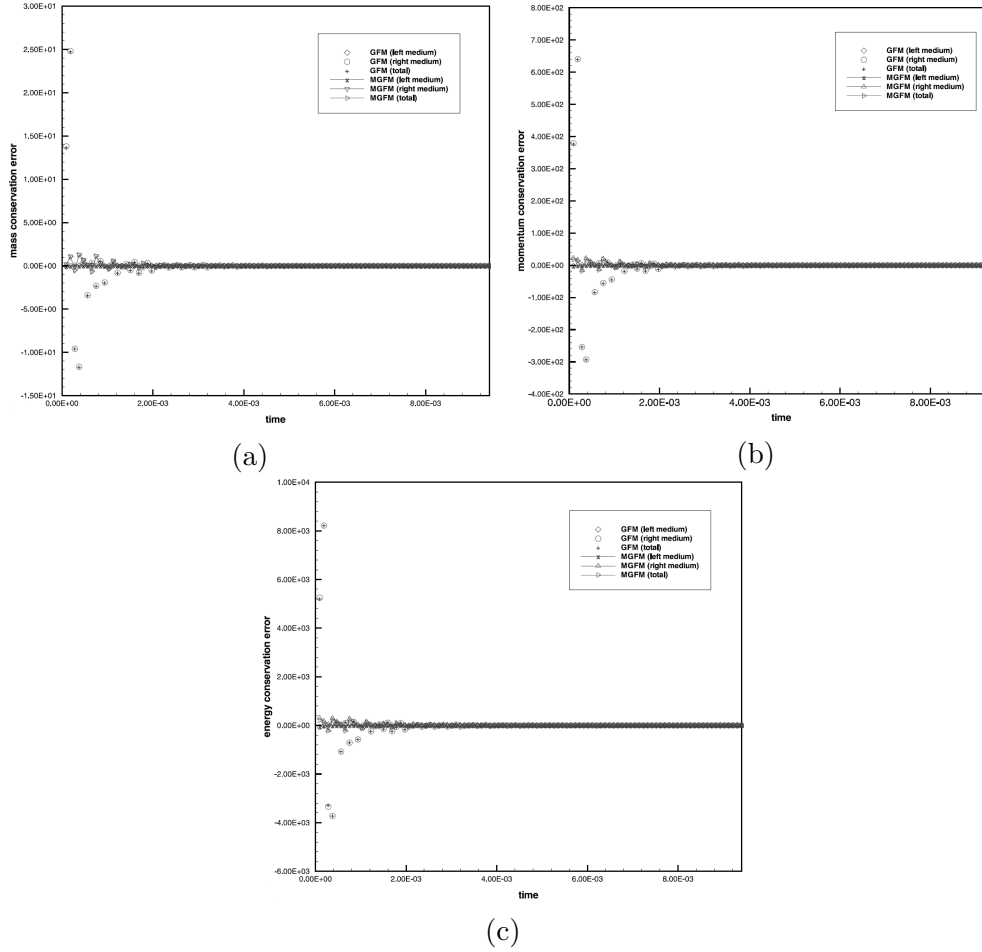 3.00E+01
2.50E+01
2.00E+01
1.50E+01
1.00E+01
5.00E+00
0.00E+00
-5.00E+00
-1.00E+01
-1.50E+01
mass conservation error
GFM (left medium)
GFM (right medium)
GFM (total)
MGFM (left medium)
MGFM (right medium)
MGFM (total)
0.00E+00 2.00E-03 4.00E-03 6.00E-03 8.00E-03
time
(a)
8.00E+02
7.00E+02
6.00E+02
5.00E+02
4.00E+02
3.00E+02
2.00E+02
1.00E+02
0.00E+00
-1.00E+02
-2.00E+02
-3.00E+02
-4.00E+02
momentum conservation error
GFM (left medium)
GFM (right medium)
GFM (total)
MGFM (left medium)
MGFM (right medium)
MGFM (total)
0.00E+00 2.00E-03 4.00E-03 6.00E-03 8.00E-03
time
(b)
1.00E+04
8.00E+03
6.00E+03
4.00E+03
2.00E+03
0.00E+00
-2.00E+03
-4.00E+03
-6.00E+03
energy conservation error
GFM (left medium)
GFM (right medium)
GFM (total)
MGFM (left medium)
MGFM (right medium)
MGFM (total)
0.00E+00 2.00E-03 4.00E-03 6.00E-03 8.00E-03
time
(c)